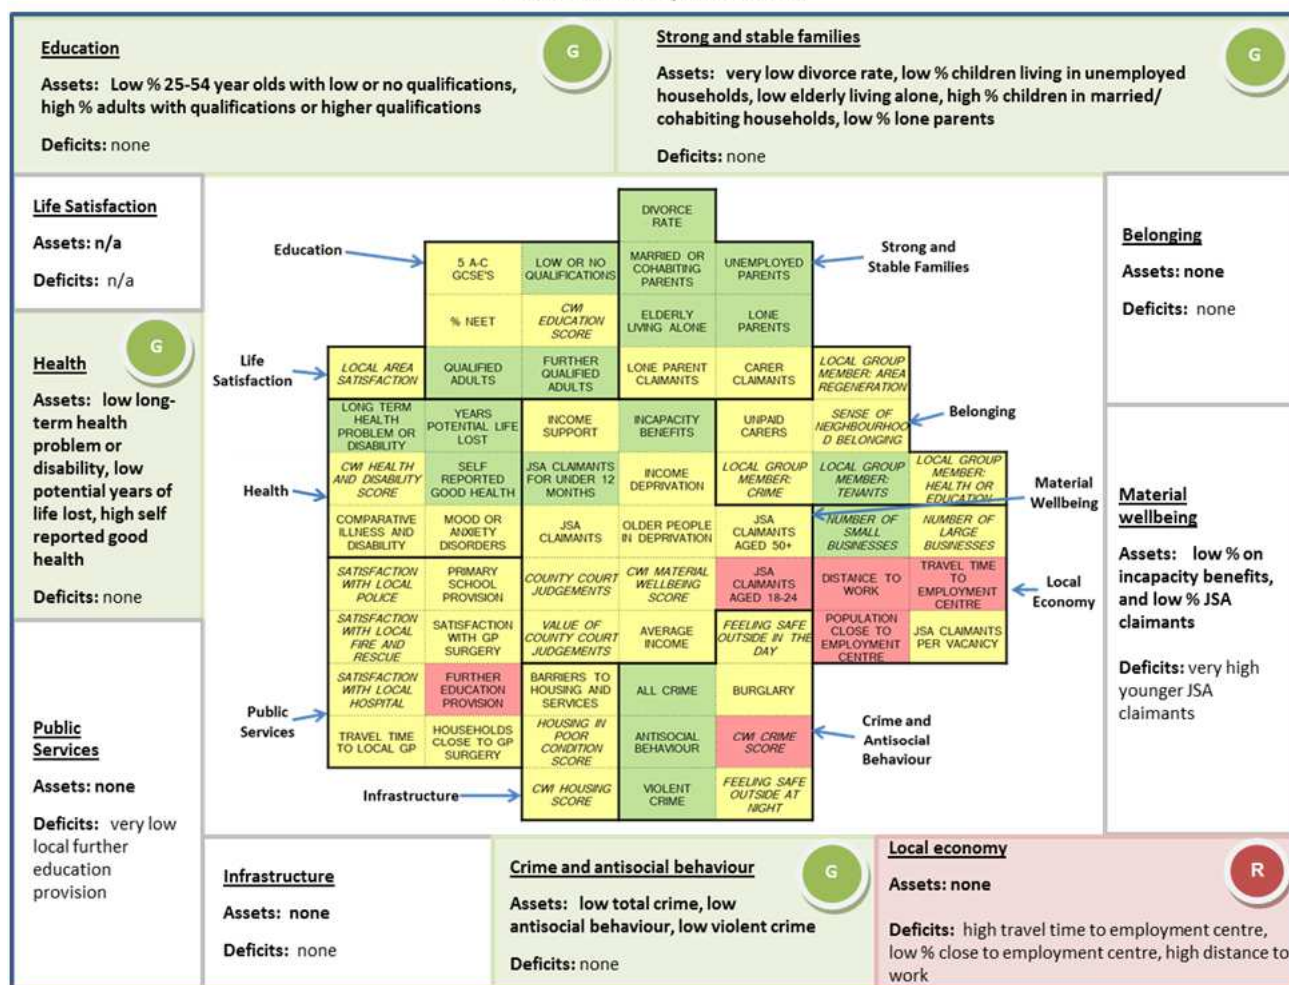 Education
G
Assets: Low % 25-54 year olds with low or no qualifications,
high % adults with qualifications or higher qualifications
Deficits: none
Strong and stable families
G
Assets: very low divorce rate, low % children living in unemployed
households, low elderly living alone, high % children in married/
cohabiting households, low % lone parents
Deficits: none
Life Satisfaction
Assets: n/a
Deficits: n/a
Health
G
Assets: low long-
term health
problem or
disability, low
potential years of
life lost, high self
reported good
health
Deficits: none
Public
Services
Assets: none
Deficits: very low
local further
education
provision
Education
Strong and
Stable Families
Life
Satisfaction
Belonging
Health
Material
Wellbeing
Local
Economy
Public
Services
Crime and
Antisocial
Behaviour
Infrastructure
DIVORCE
RATE
5 A-C
GCSE'S
LOW OR NO
QUALIFICATIONS
MARRIED OR
COHABITING
PARENTS
UNEMPLOYED
PARENTS
% NEET
CWI
EDUCATION
SCORE
ELDERLY
LIVING ALONE
LONE
PARENTS
LOCAL AREA
SATISFACTION
QUALIFIED
ADULTS
FURTHER
QUALIFIED
ADULTS
LONE PARENT
CLAIMANTS
CARER
CLAIMANTS
LOCAL GROUP
MEMBER: AREA
REGENERATION
LONG TERM
HEALTH
PROBLEM OR
DISABILITY
YEARS
POTENTIAL LIFE
LOST
INCOME
SUPPORT
INCAPACITY
BENEFITS
UNPAID
CARERS
SENSE OF
NEIGHBOURHOO
D BELONGING
CWI HEALTH
AND DISABILITY
SCORE
SELF
REPORTED
GOOD HEALTH
JSA CLAIMANTS
FOR UNDER 12
MONTHS
INCOME
DEPRIVATION
LOCAL GROUP
MEMBER:
CRIME
LOCAL GROUP
MEMBER:
TENANTS
LOCAL GROUP
MEMBER:
HEALTH OR
EDUCATION
COMPARATIVE
ILLNESS AND
DISABILITY
MOOD OR
ANXIETY
DISORDERS
JSA
CLAIMANTS
OLDER PEOPLE
IN DEPRIVATION
JSA
CLAIMANTS
AGED 50+
NUMBER OF
SMALL
BUSINESSES
NUMBER OF
LARGE
BUSINESSES
SATISFACTION
WITH LOCAL
POLICE
PRIMARY
SCHOOL
PROVISION
COUNTY COURT
JUDGEMENTS
CWI MATERIAL
WELLBEING
SCORE
JSA
CLAIMANTS
AGED 18-24
DISTANCE TO
WORK
TRAVEL TIME
TO
EMPLOYMENT
CENTRE
SATISFACTION
WITH LOCAL
FIRE AND
RESCUE
SATISFACTION
WITH GP
SURGERY
VALUE OF
COUNTY COURT
JUDGEMENTS
AVERAGE
INCOME
FEELING SAFE
OUTSIDE IN THE
DAY
POPULATION
CLOSE TO
EMPLOYMENT
CENTRE
JSA CLAIMANTS
PER VACANCY
SATISFACTION
WITH LOCAL
HOSPITAL
FURTHER
EDUCATION
PROVISION
BARRIERS TO
HOUSING AND
SERVICES
ALL CRIME
BURGLARY
TRAVEL TIME
TO LOCAL GP
HOUSEHOLDS
CLOSE TO GP
SURGERY
HOUSING IN
POOR
CONDITION
SCORE
ANTISOCIAL
BEHAVIOUR
CWI CRIME
SCORE
CWI HOUSING
SCORE
VIOLENT
CRIME
FEELING SAFE
OUTSIDE AT
NIGHT
Belonging
Assets: none
Deficits: none
Material
wellbeing
Assets: low % on
incapacity benefits,
and low % JSA
claimants
Deficits: very high
younger JSA
claimants
Infrastructure
Assets: none
Deficits: none
Crime and antisocial behaviour
G
Assets: low total crime, low
antisocial behaviour, low violent crime
Deficits: none
Local economy
R
Assets: none
Deficits: high travel time to employment centre,
low % close to employment centre, high distance to
work